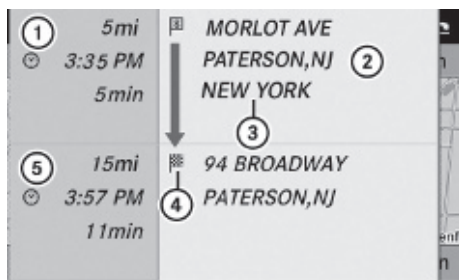 1 5mi MORLOT AVE
3:35 PM PATERSON,NJ 2
5min NEW YORK
3
5 15mi 94 BROADWAY
3:57 PM 4 PATERSON,NJ
11min